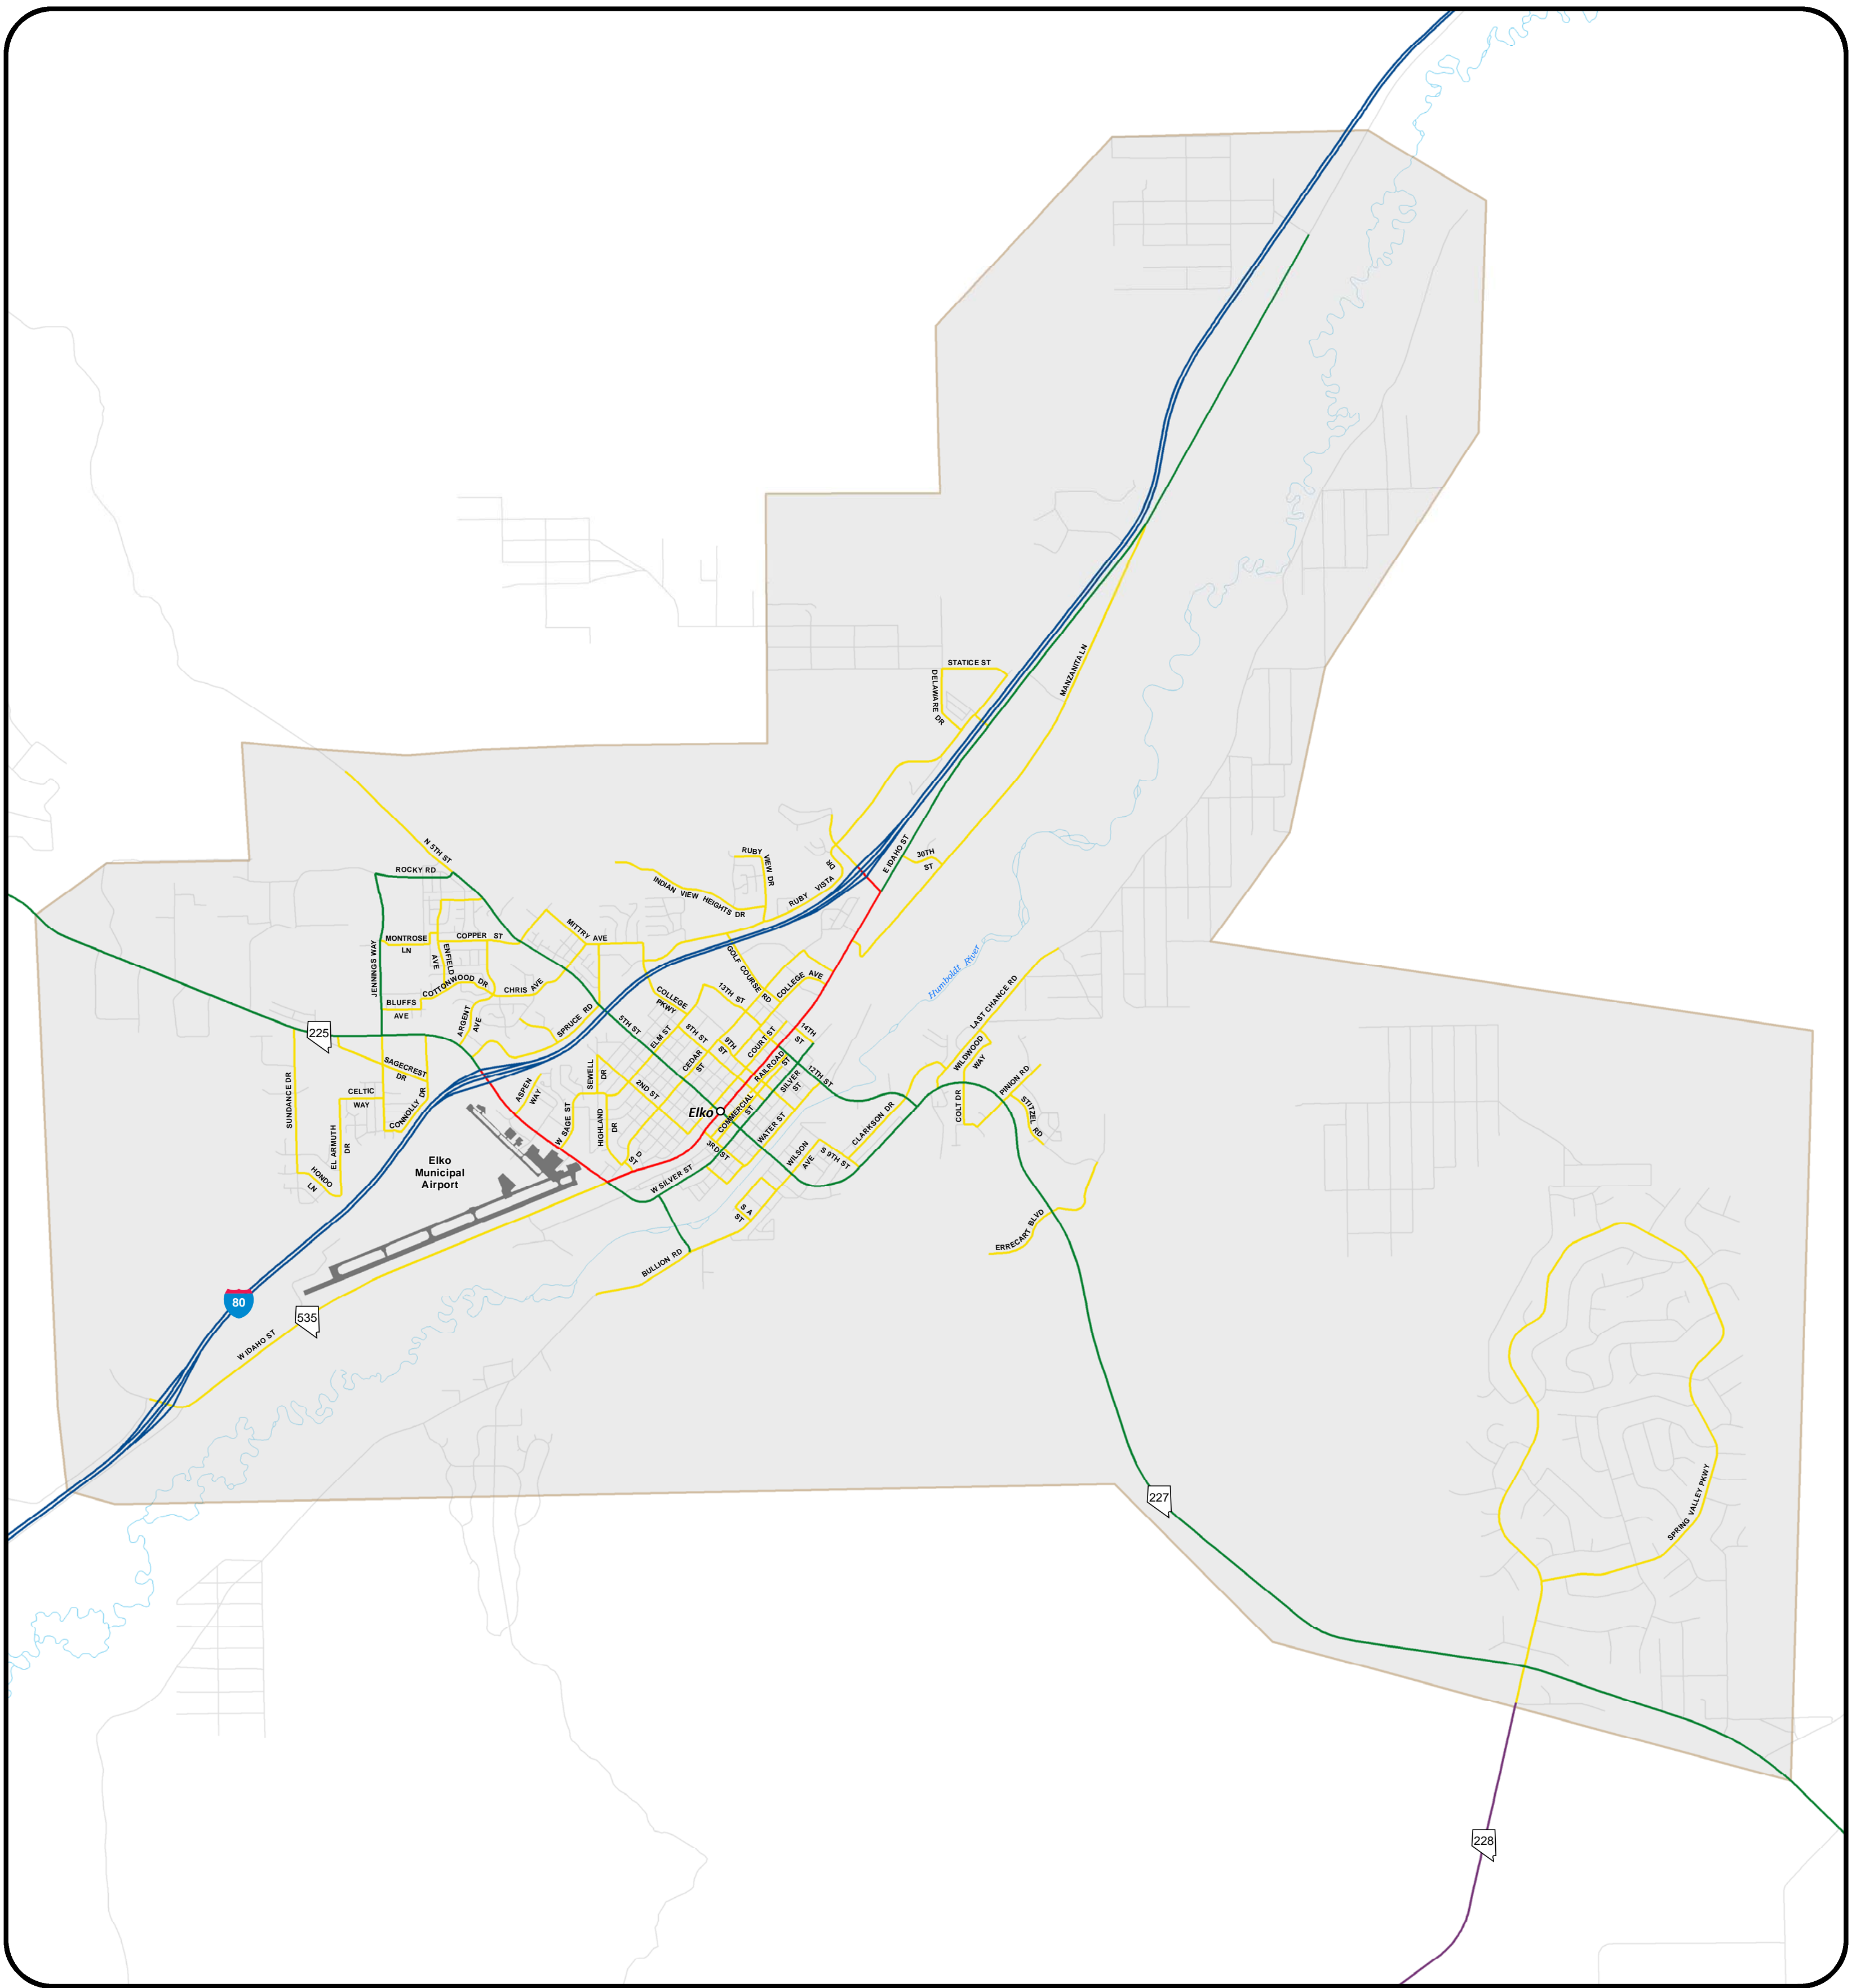 STATICE ST
DELAWARE
DR
MANZANITA LN
N 5TH ST
ROCKY RD
RUBY
VIEW DR
E IDAHO ST
30TH
ST
DR
INDIAN VIEW HEIGHTS DR
RUBY VISTA
MITTRY AVE
MONTROSE
LN
COPPER ST
ENFIELD
AVE
JENNINGS WAY
GOLF COURSE RD
COLLEGE AVE
Humboldt River
COTTONWOOD DR
CHRIS AVE
BLUFFS
AVE
COLLEGE
PKWY
13TH ST
LAST CHANCE RD
ARGENT
AVE
SPRUCE RD
5TH ST
ELM ST
8TH ST
9TH
ST
COURT ST
14TH
ST
225
WILDWOOD
WAY
CEDAR
ST
RAILROAD
ST
SAGECREST
DR
SEWELL
DR
2ND ST
SILVER
ST
12TH ST
PINION RD
SUNDANCE DR
CELTIC
WAY
CONNOLLY DR
ASPEN
WAY
COLT DR
STITZEL RD
Elko
COMMERCIAL
ST
W SAGE ST
HIGHLAND
DR
WATER ST
CLARKSON DR
EL ARMUTH
DR
D
ST
3RD ST
WILSON
AVE
S 9TH ST
Elko
Municipal
Airport
HONDO
LN
W SILVER ST
S A
ST
ERRECART BLVD
BULLION RD
80
535
W IDAHO ST
227
SPRING VALLEY PKWY
228